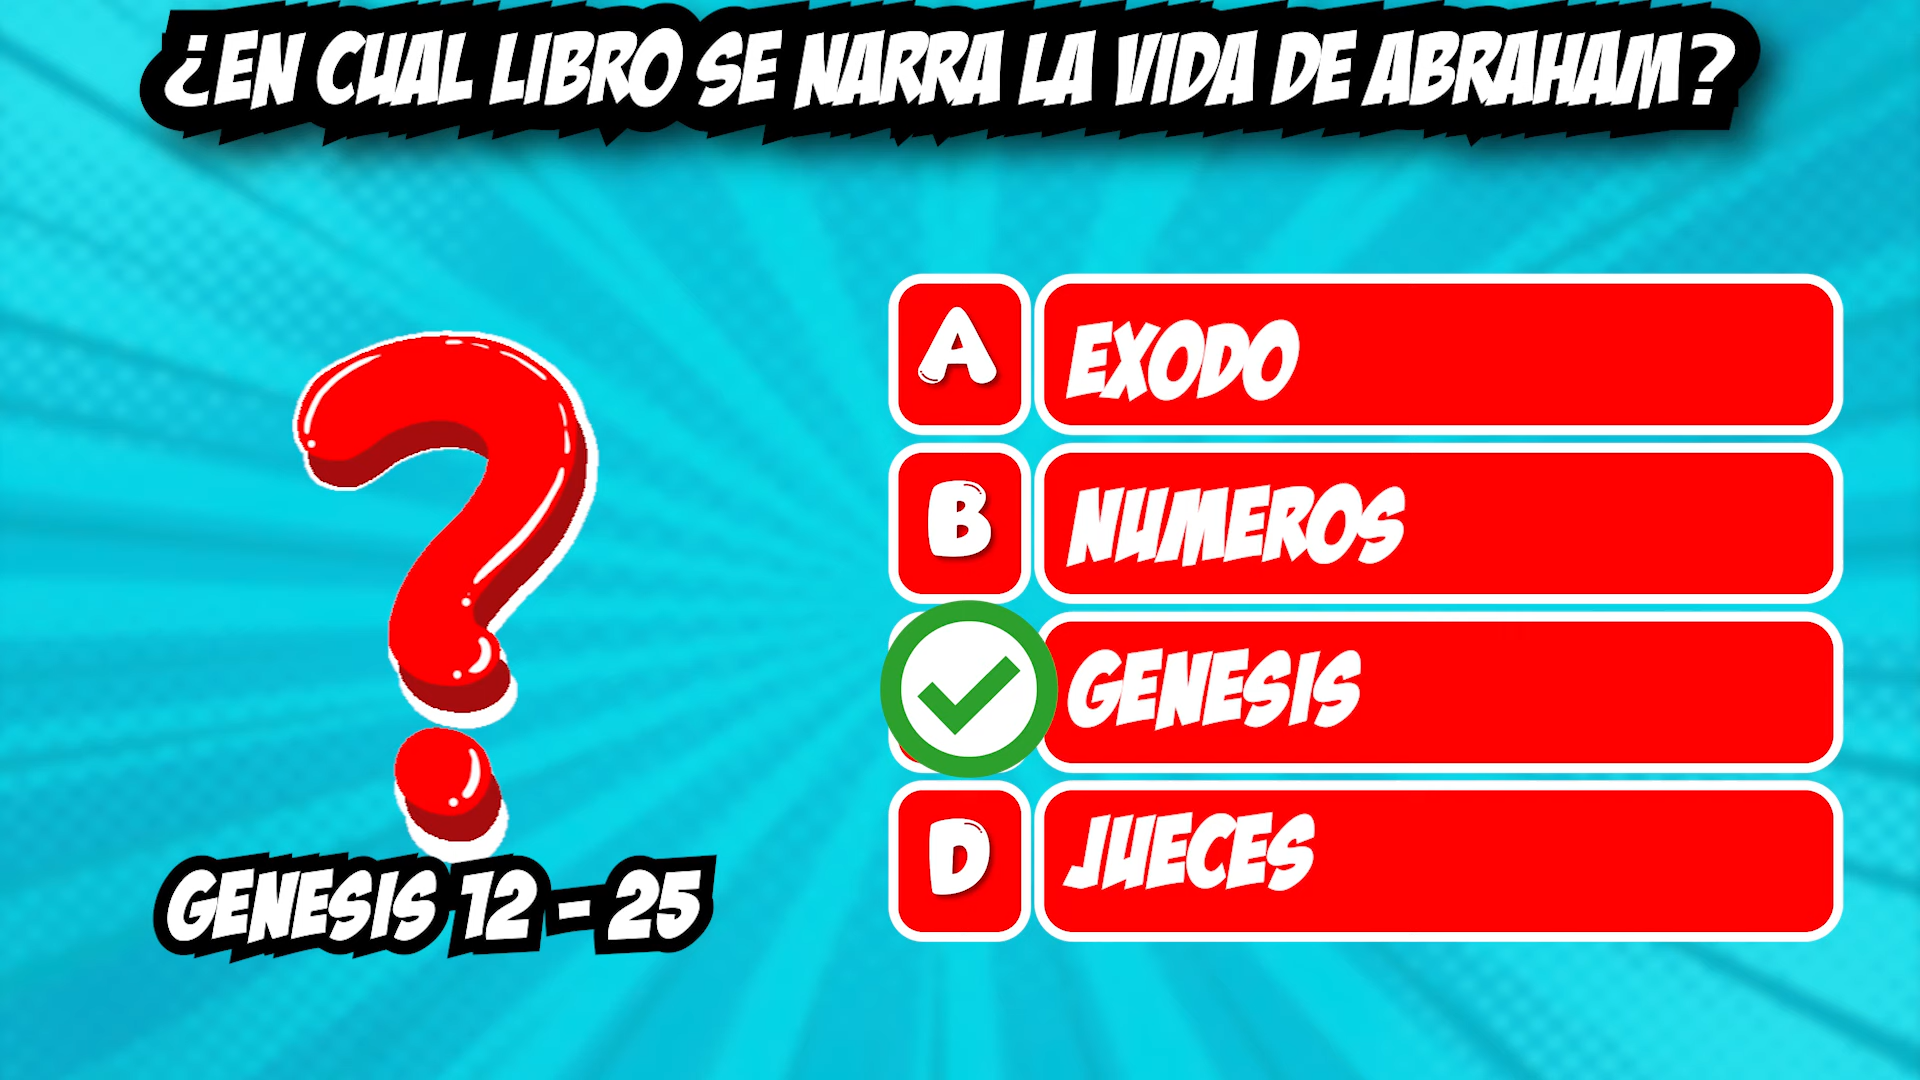 ¿EN CUAL LIBRO SE NARRA LA VIDA DE ABRAHAM?
A EXODO
B NUMEROS
GENESIS
D JUECES
GENESIS 12 - 25